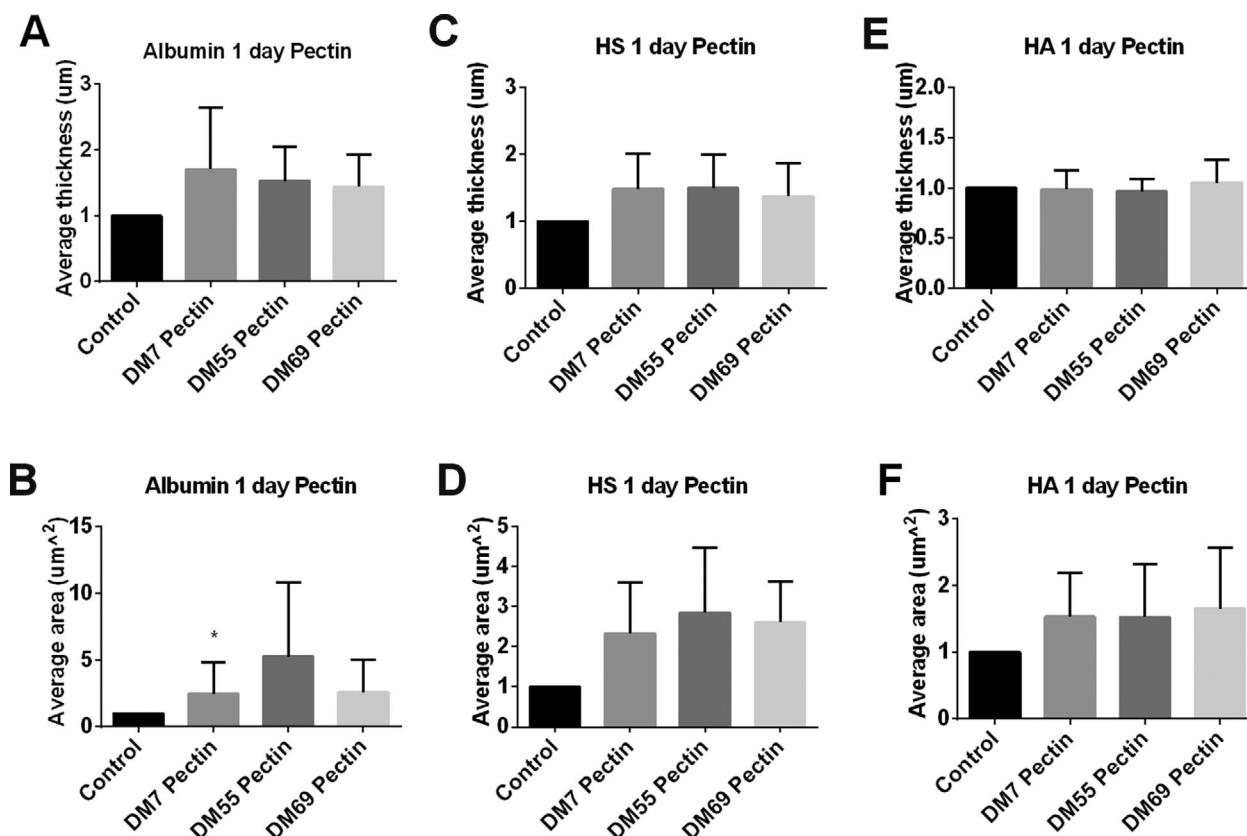 A
Albumin 1 day Pectin
Average thickness (um)
3
2
1
0
Control
DM7 Pectin
DM55 Pectin
DM69 Pectin
C
HS 1 day Pectin
Average thickness (um)
3
2
1
0
Control
DM7 Pectin
DM55 Pectin
DM69 Pectin
E
HA 1 day Pectin
Average thickness (um)
2.0
1.5
1.0
0.5
0.0
Control
DM7 Pectin
DM55 Pectin
DM69 Pectin
B
Albumin 1 day Pectin
Average area (um^2)
15
10
5
0
*
Control
DM7 Pectin
DM55 Pectin
DM69 Pectin
D
HS 1 day Pectin
Average area (um^2)
5
4
3
2
1
0
Control
DM7 Pectin
DM55 Pectin
DM69 Pectin
F
HA 1 day Pectin
Average area (um^2)
3
2
1
0
Control
DM7 Pectin
DM55 Pectin
DM69 Pectin